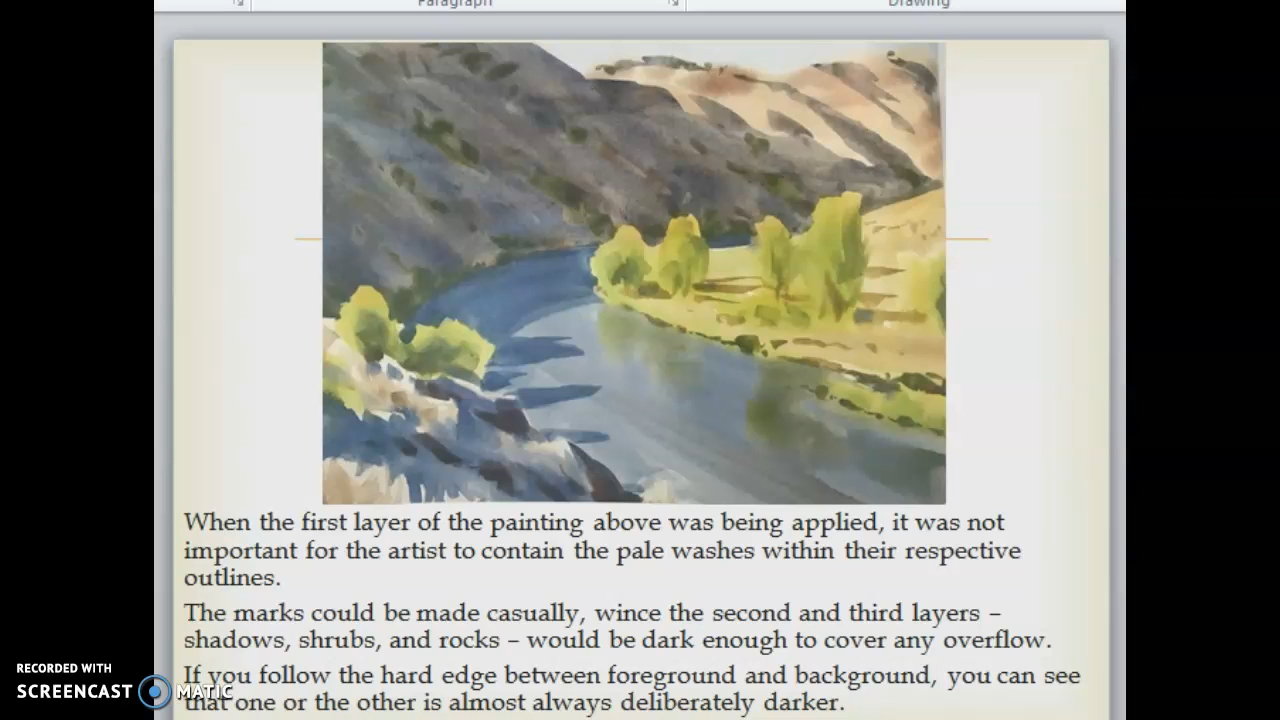 Paragraph
Drawing
When the first layer of the painting above was being applied, it was not
important for the artist to contain the pale washes within their respective
outlines.
The marks could be made casually, wince the second and third layers –
shadows, shrubs, and rocks – would be dark enough to cover any overflow.
If you follow the hard edge between foreground and background, you can see
that one or the other is almost always deliberately darker.
RECORDED WITH
SCREENCAST MATIC